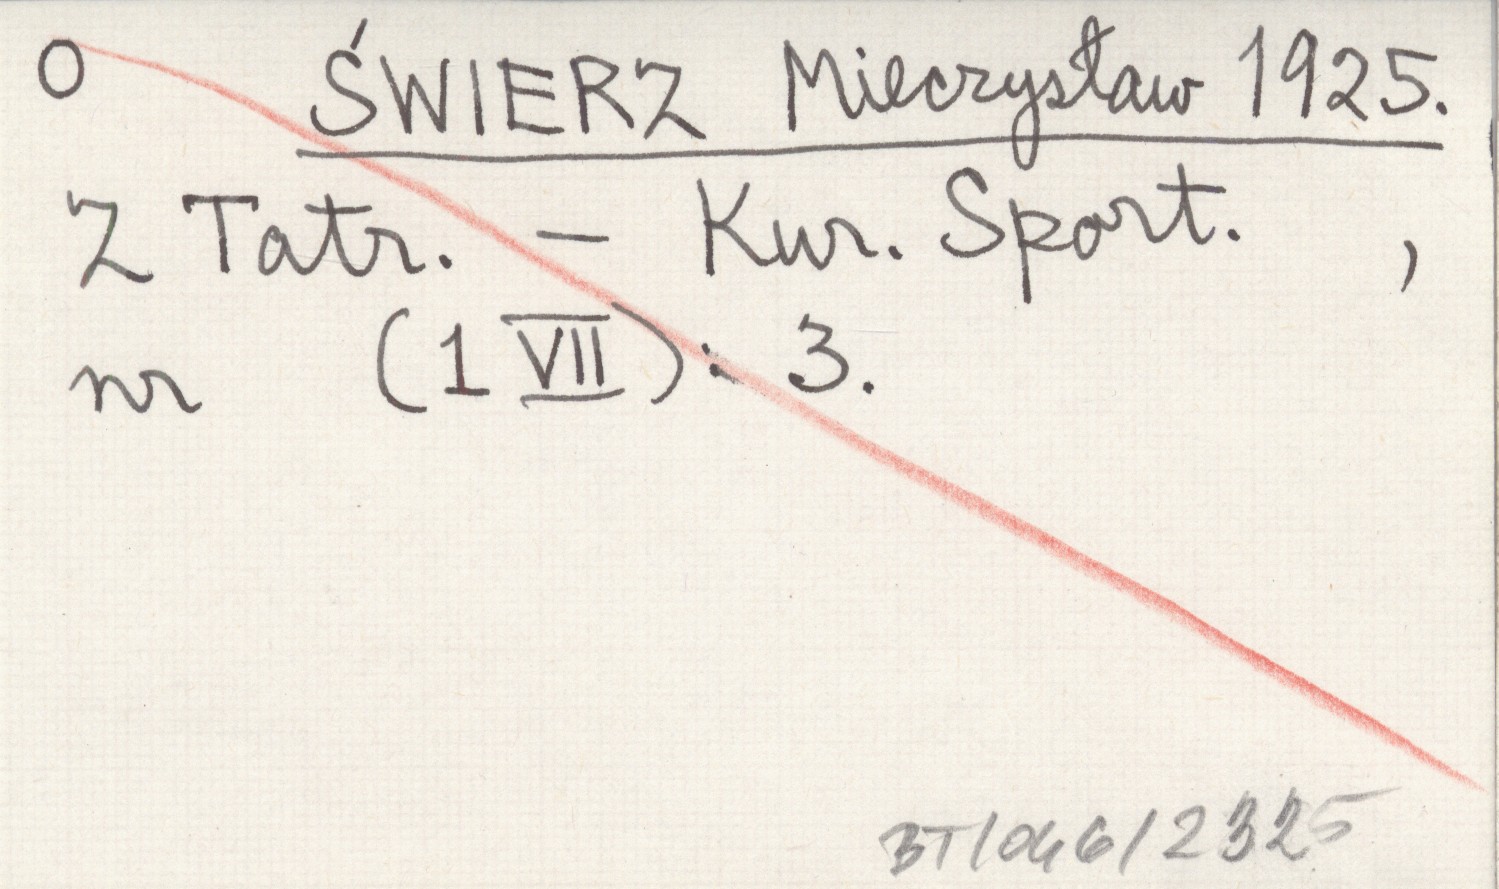 O ŚWIERZ Mieczysław 1925.
Z Tatr. — Kur. Sport. ,
nr (1 VII): 3.
BT/046/2325